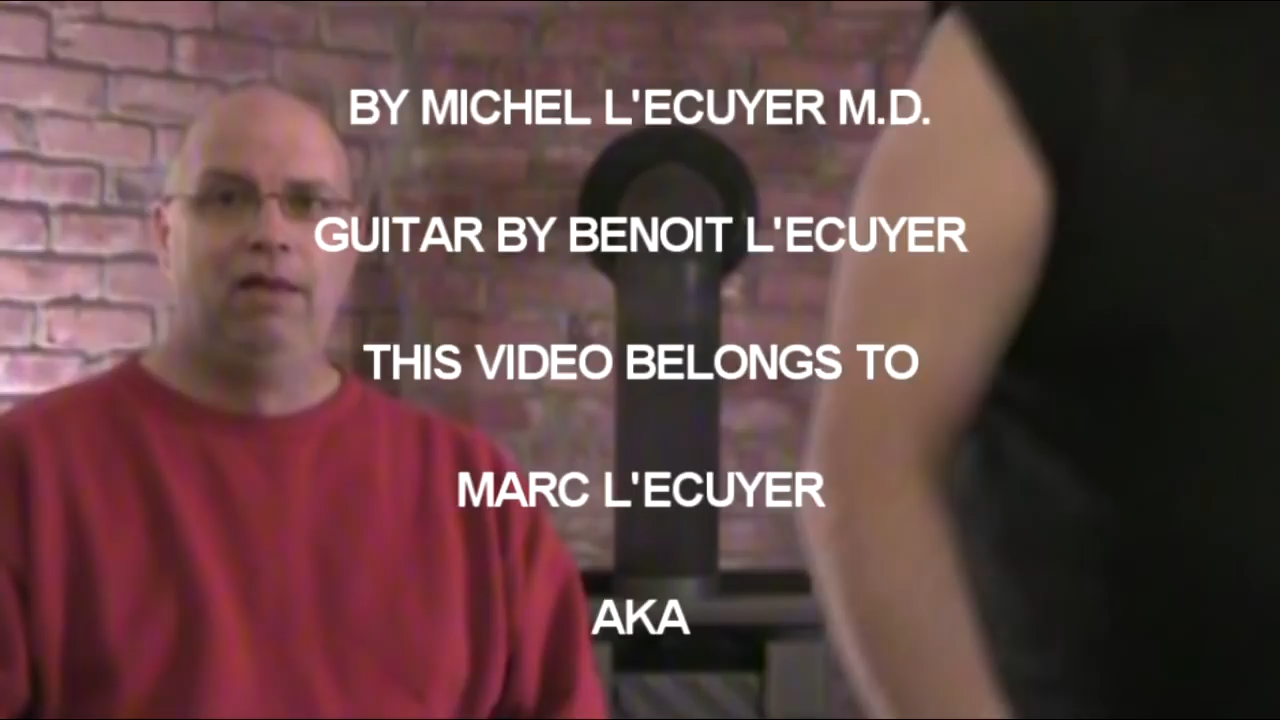 BY MICHEL L'ECUYER M.D.
GUITAR BY BENOIT L'ECUYER
THIS VIDEO BELONGS TO
MARC L'ECUYER
AKA